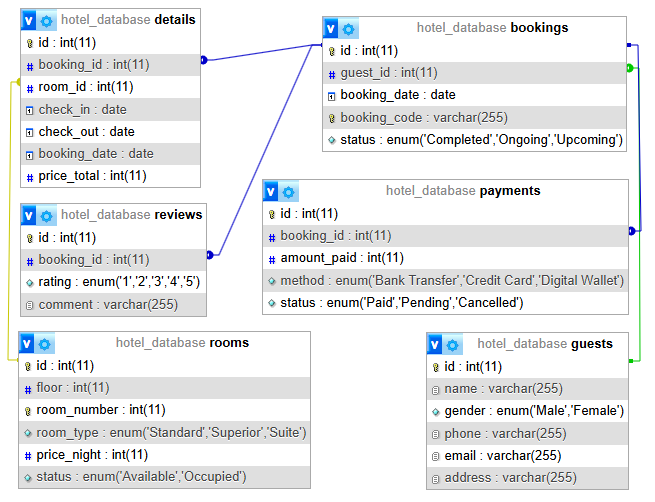 hotel_database details
id : int(11)
booking_id : int(11)
room_id : int(11)
check_in : date
check_out : date
booking_date : date
price_total : int(11)
hotel_database bookings
id : int(11)
guest_id : int(11)
booking_date : date
booking_code : varchar(255)
status : enum('Completed','Ongoing','Upcoming')
hotel_database reviews
id : int(11)
booking_id : int(11)
rating : enum('1','2','3','4','5')
comment : varchar(255)
hotel_database payments
id : int(11)
booking_id : int(11)
amount_paid : int(11)
method : enum('Bank Transfer','Credit Card','Digital Wallet')
status : enum('Paid','Pending','Cancelled')
hotel_database rooms
id : int(11)
floor : int(11)
room_number : int(11)
room_type : enum('Standard','Superior','Suite')
price_night : int(11)
status : enum('Available','Occupied')
hotel_database guests
id : int(11)
name : varchar(255)
gender : enum('Male','Female')
phone : varchar(255)
email : varchar(255)
address : varchar(255)